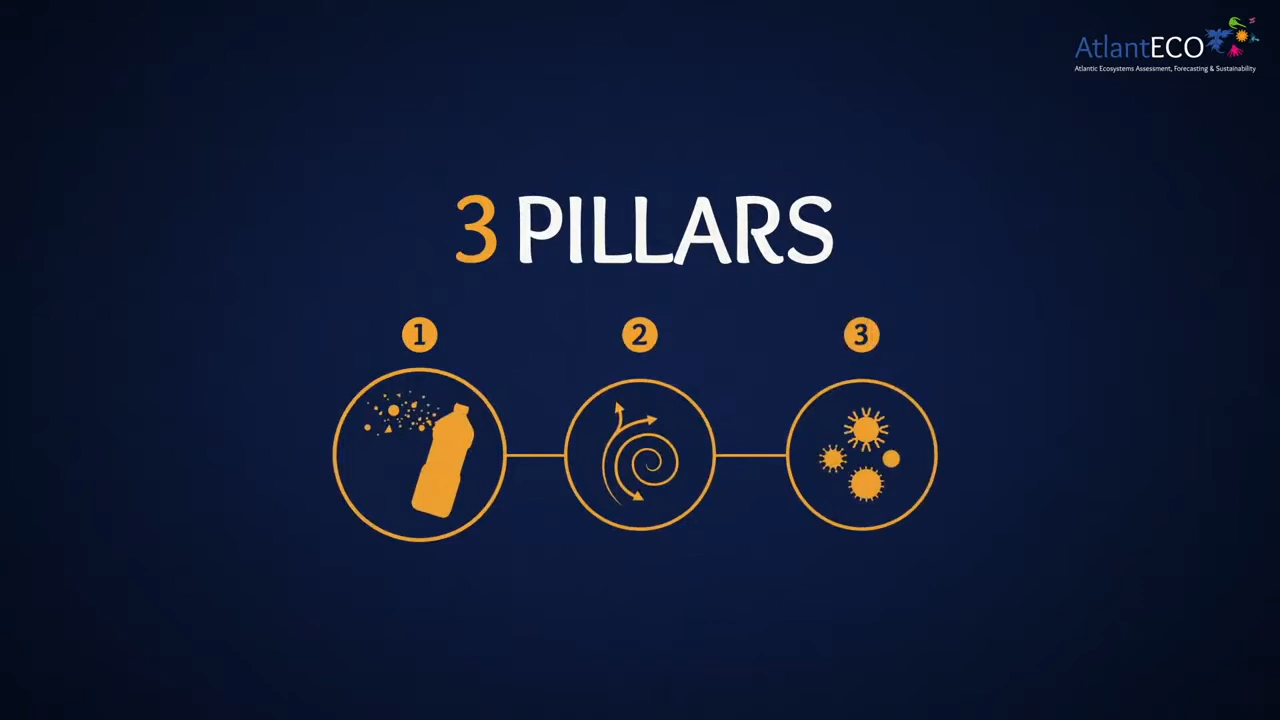 AtlantECO
Atlantic Ecosystems Assessment, Forecasting & Sustainability
3 PILLARS
1 2 3